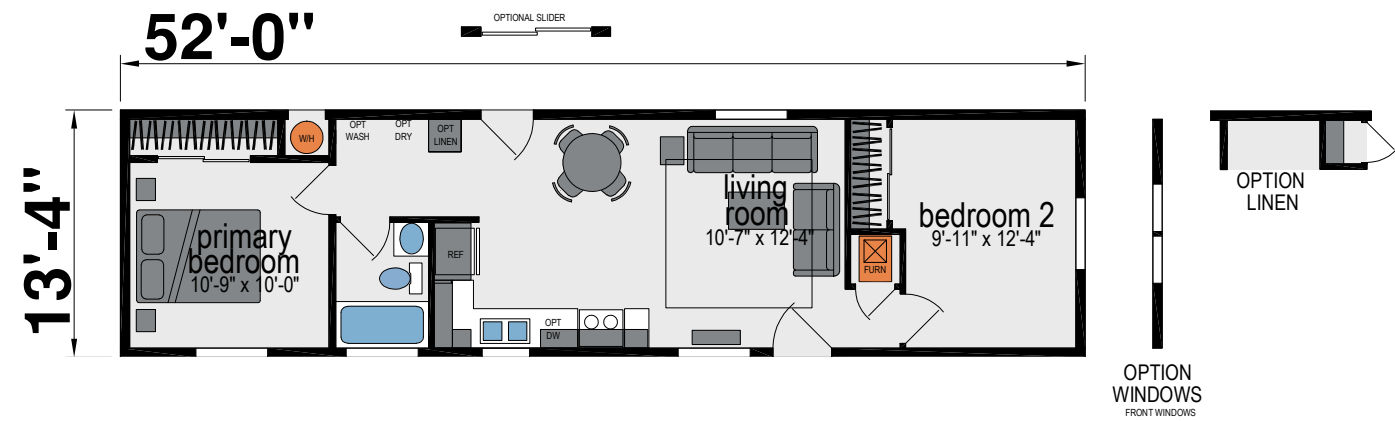 52'-0"
OPTIONAL SLIDER
13'-4"
W/H
OPT
WASH
OPT
DRY
OPT
LINEN
primary
bedroom
10'-9" x 10'-0"
REF
OPT
DW
living
room
10'-7" x 12'-4"
FURN
bedroom 2
9'-11" x 12'-4"
OPTION
WINDOWS
FRONT WINDOWS
OPTION
LINEN